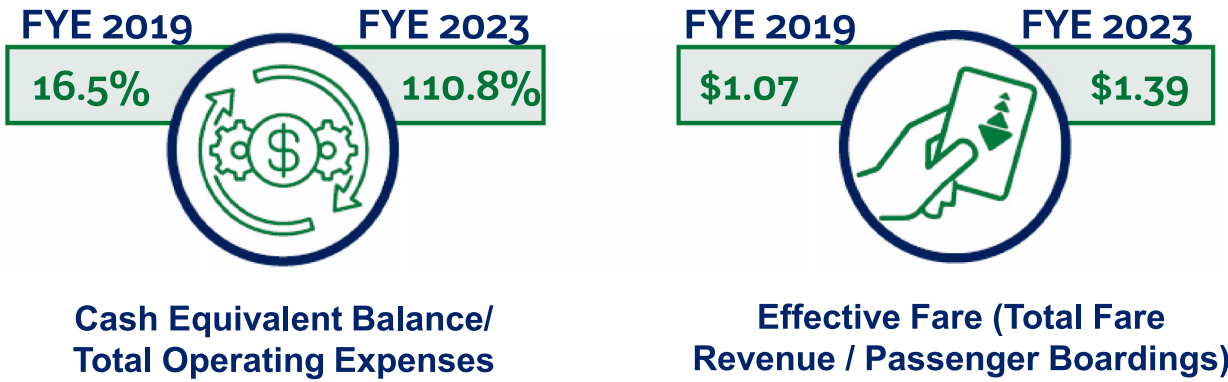 FYE 2019 FYE 2023
16.5% 110.8%
$
Cash Equivalent Balance/
Total Operating Expenses
FYE 2019 FYE 2023
$1.07 $1.39
Effective Fare (Total Fare
Revenue / Passenger Boardings)